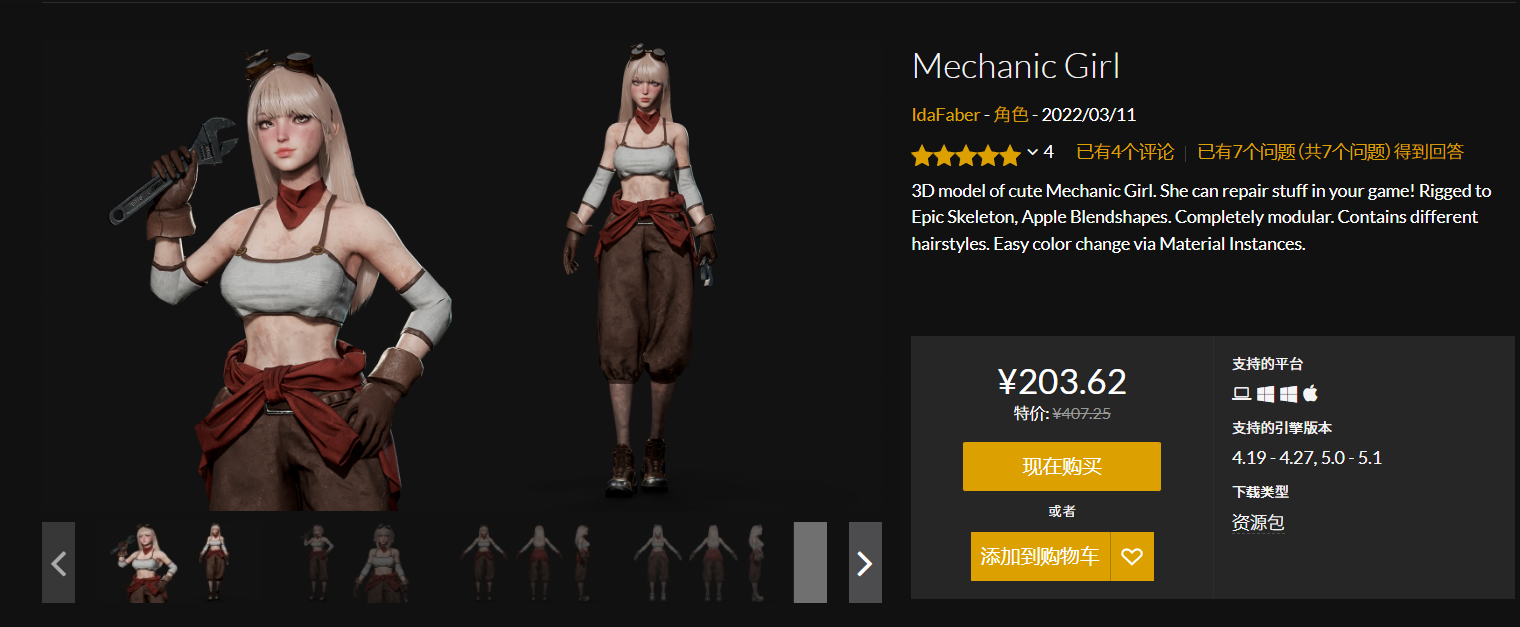 Mechanic Girl
IdaFaber - 角色 - 2022/03/11
4 已有4个评论 | 已有7个问题 (共7个问题) 得到回答
3D model of cute Mechanic Girl. She can repair stuff in your game! Rigged to
Epic Skeleton, Apple Blendshapes. Completely modular. Contains different
hairstyles. Easy color change via Material Instances.
¥203.62
特价: ¥407.25
现在购买
或者
添加到购物车
支持的平台
支持的引擎版本
4.19 - 4.27, 5.0 - 5.1
下载类型
资源包